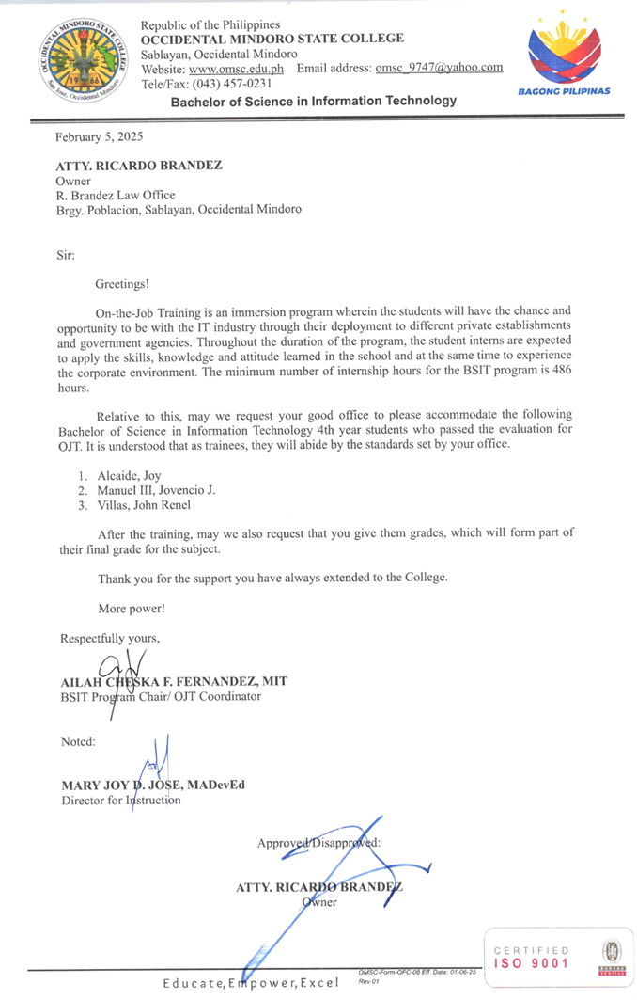 OCCIDENTAL MINDORO STATE COLLEGE
1966
San Jose, Occidental Mindoro
Republic of the Philippines
OCCIDENTAL MINDORO STATE COLLEGE
Sablayan, Occidental Mindoro
Website: www.omsc.edu.ph Email address: omsc_9747@yahoo.com
Tele/Fax: (043) 457-0231
Bachelor of Science in Information Technology
BAGONG PILIPINAS
February 5, 2025
ATTY. RICARDO BRANDEZ
Owner
R. Brandez Law Office
Brgy. Poblacion, Sablayan, Occidental Mindoro
Sir:
Greetings!
On-the-Job Training is an immersion program wherein the students will have the chance and
opportunity to be with the IT industry through their deployment to different private establishments
and government agencies. Throughout the duration of the program, the student interns are expected
to apply the skills, knowledge and attitude learned in the school and at the same time to experience
the corporate environment. The minimum number of internship hours for the BSIT program is 486
hours.
Relative to this, may we request your good office to please accommodate the following
Bachelor of Science in Information Technology 4th year students who passed the evaluation for
OJT. It is understood that as trainees, they will abide by the standards set by your office.
1. Alcaide, Joy
2. Manuel III, Jovencio J.
3. Villas, John Renel
After the training, may we also request that you give them grades, which will form part of
their final grade for the subject.
Thank you for the support you have always extended to the College.
More power!
Respectfully yours,
AILAH CHESKA F. FERNANDEZ, MIT
BSIT Program Chair/ OJT Coordinator
Noted:
MARY JOY D. JOSE, MADevEd
Director for Instruction
Approved/Disapproved:
ATTY. RICARDO BRANDEZ
Owner
CERTIFIED
ISO 9001
BUREAU VERITAS
OMSC-Form-OFC-06 Eff. Date: 01-06-25
Rev 01
Educate, Empower, Excel